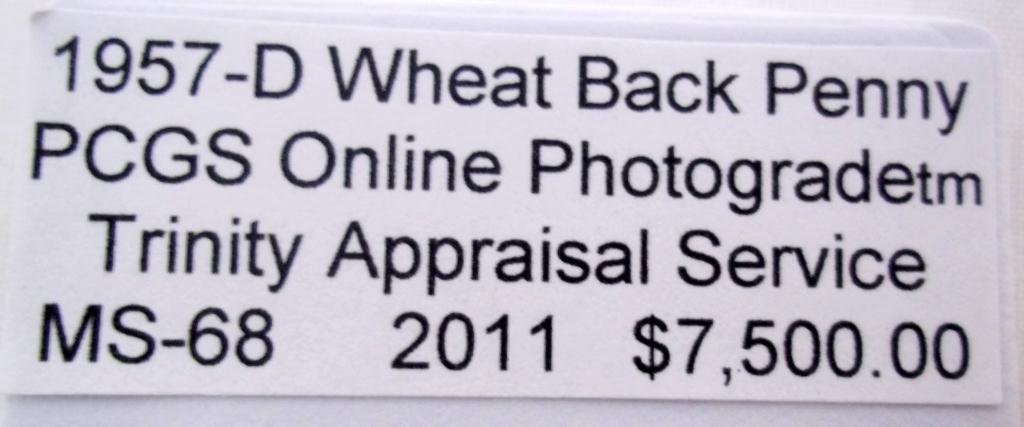 1957-D Wheat Back Penny
PCGS Online Photogradetm
Trinity Appraisal Service
MS-68 2011 $7,500.00